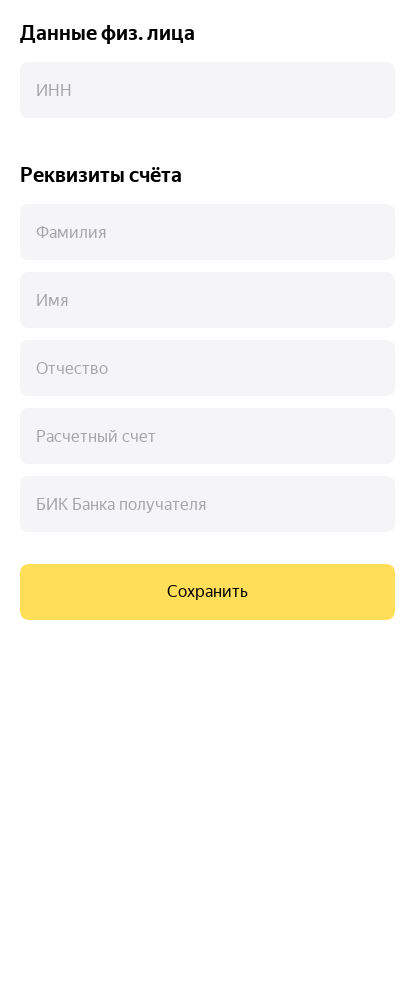 Данные физ. лица
ИНН
Реквизиты счёта
Фамилия
Имя
Отчество
Расчетный счет
БИК Банка получателя
Сохранить